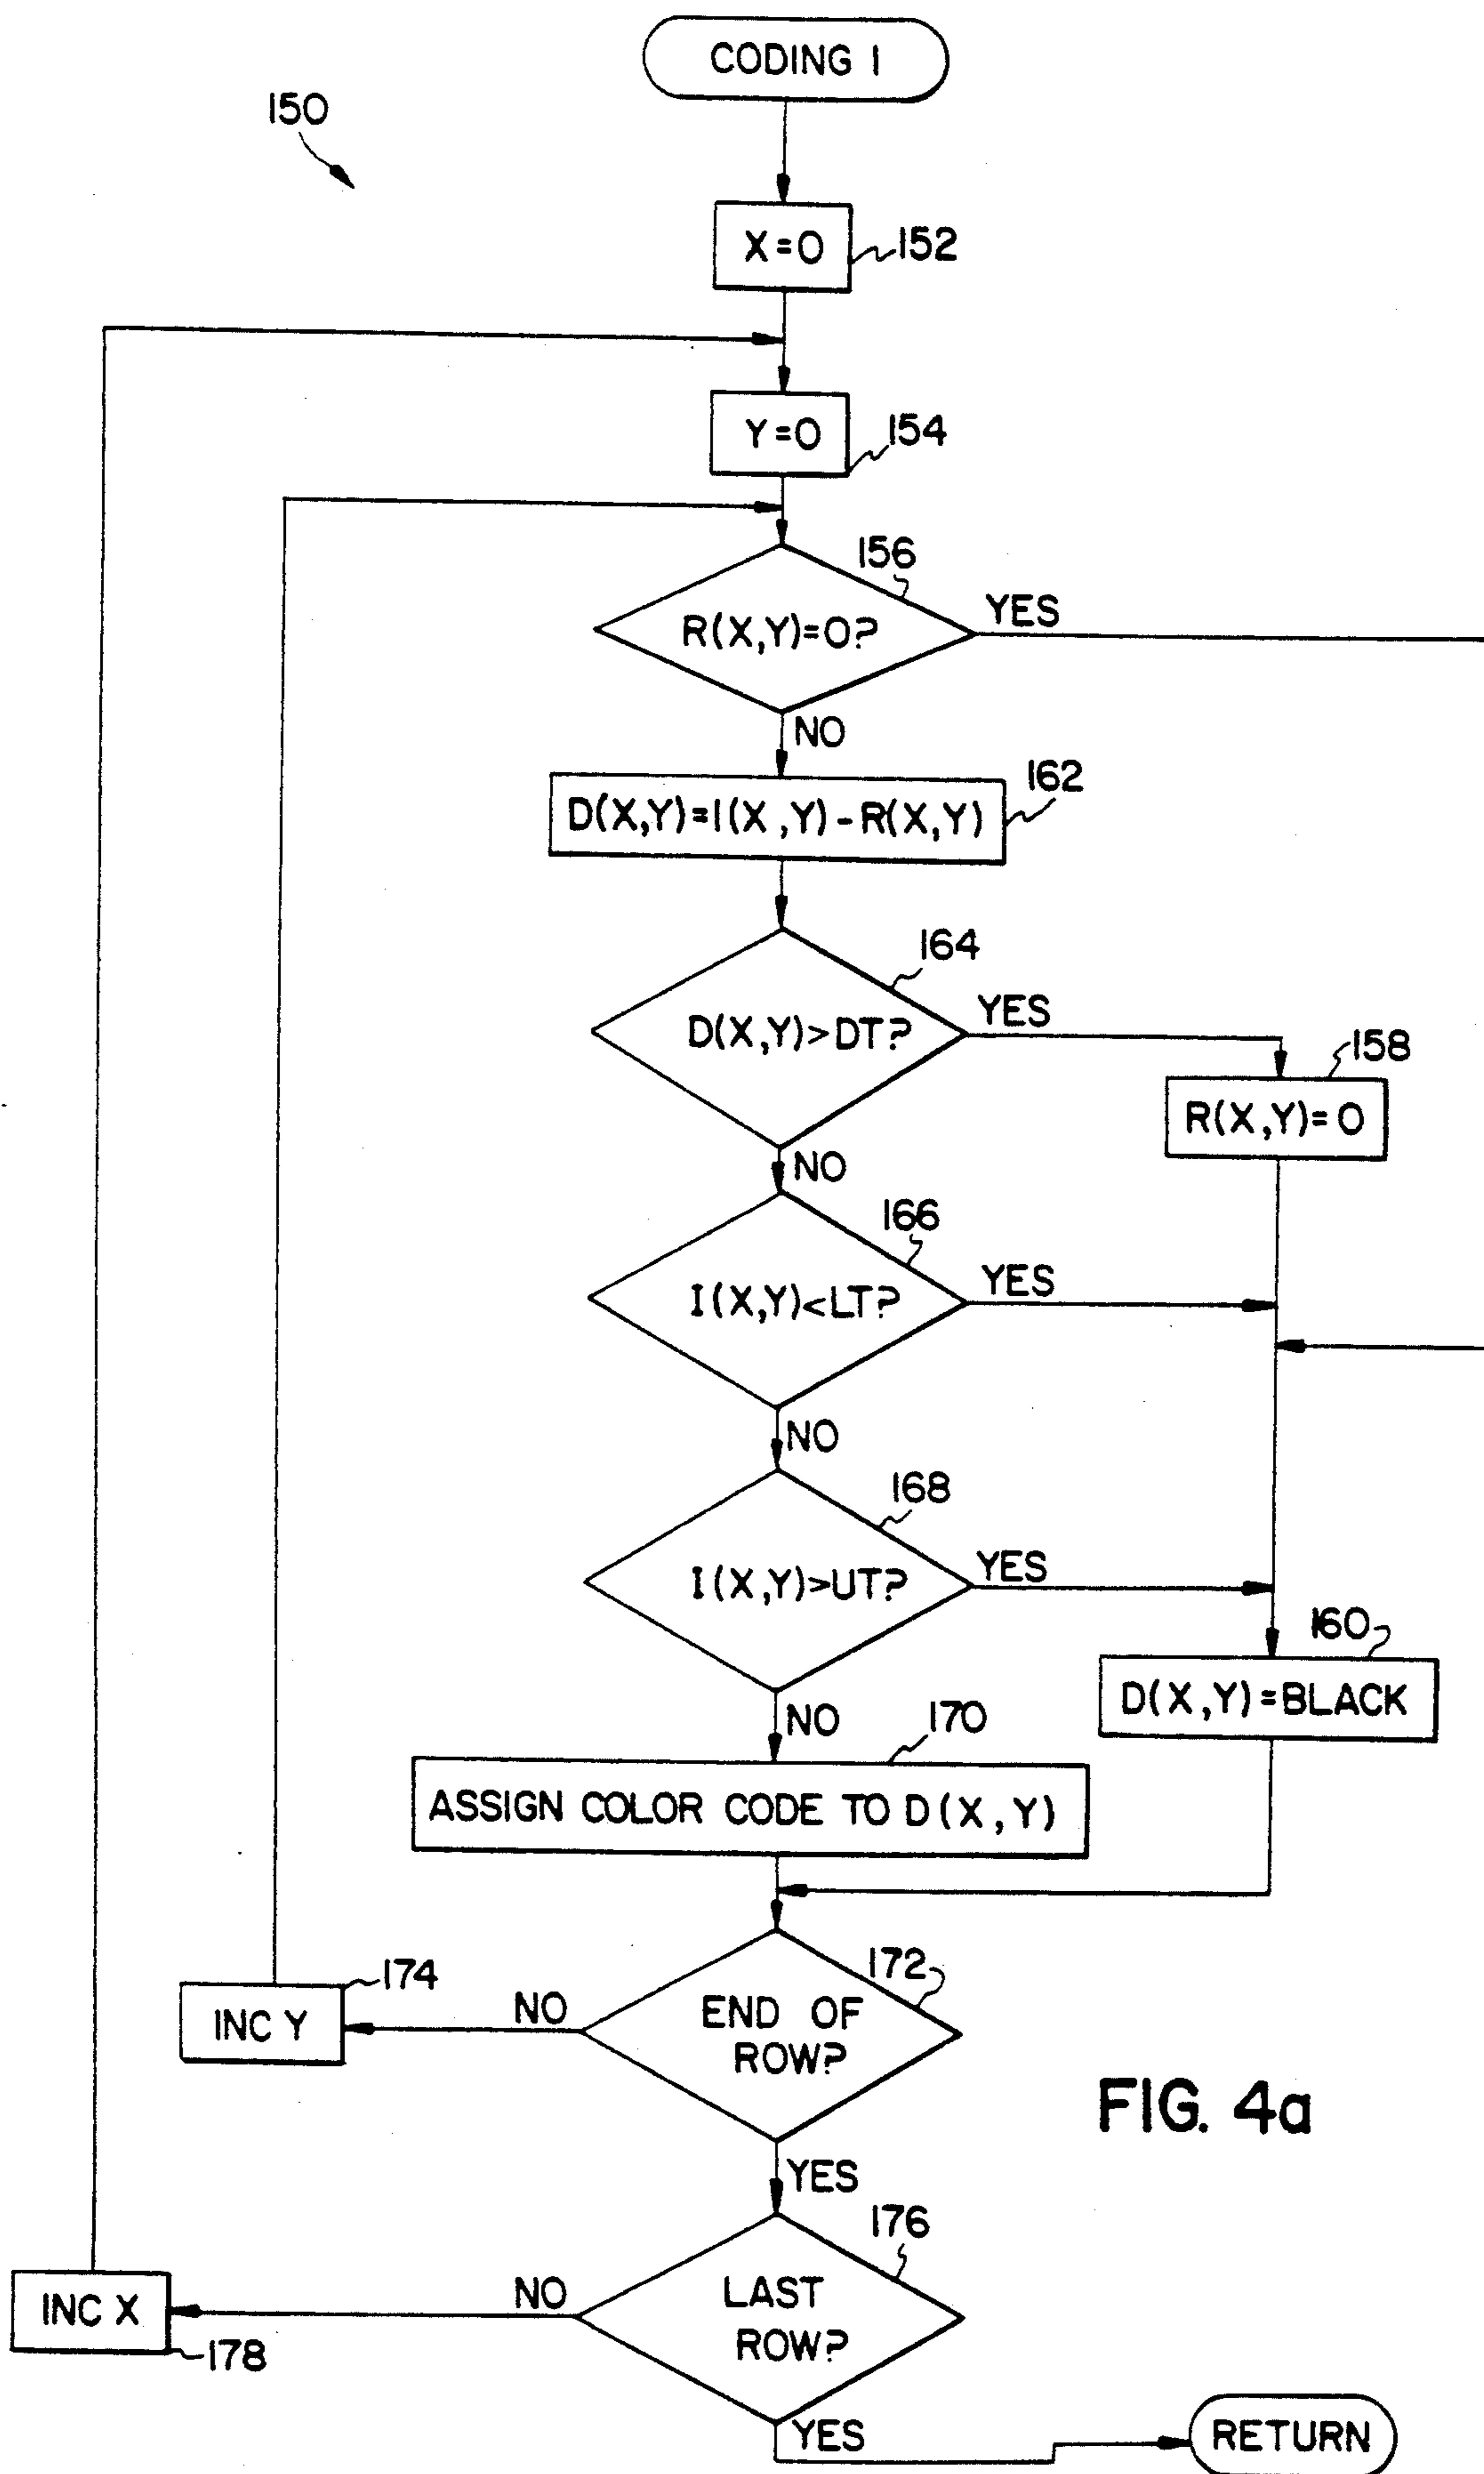 CODING 1
150
X=0
152
Y=0
154
156
R(X,Y)=0?
YES
NO
162
D(X,Y)=I(X,Y)-R(X,Y)
164
D(X,Y)>DT?
YES
158
R(X,Y)=0
NO
166
I(X,Y)<LT?
YES
NO
168
I(X,Y)>UT?
YES
160
D(X,Y)=BLACK
NO
170
ASSIGN COLOR CODE TO D(X,Y)
172
174
END OF
ROW?
NO
INC Y
FIG. 4a
YES
176
LAST
ROW?
NO
INC X
178
YES
RETURN